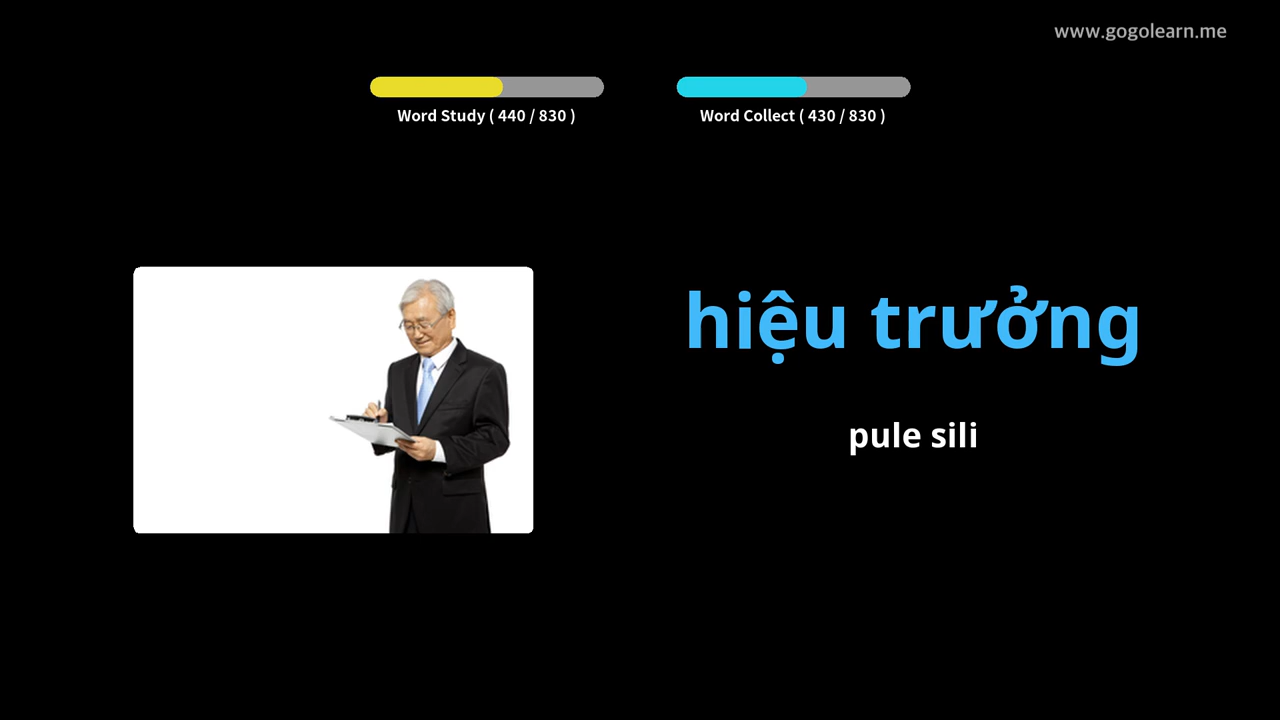 www.gogolearn.me
Word Study ( 440 / 830 )
Word Collect ( 430 / 830 )
hiệu trưởng
pule sili